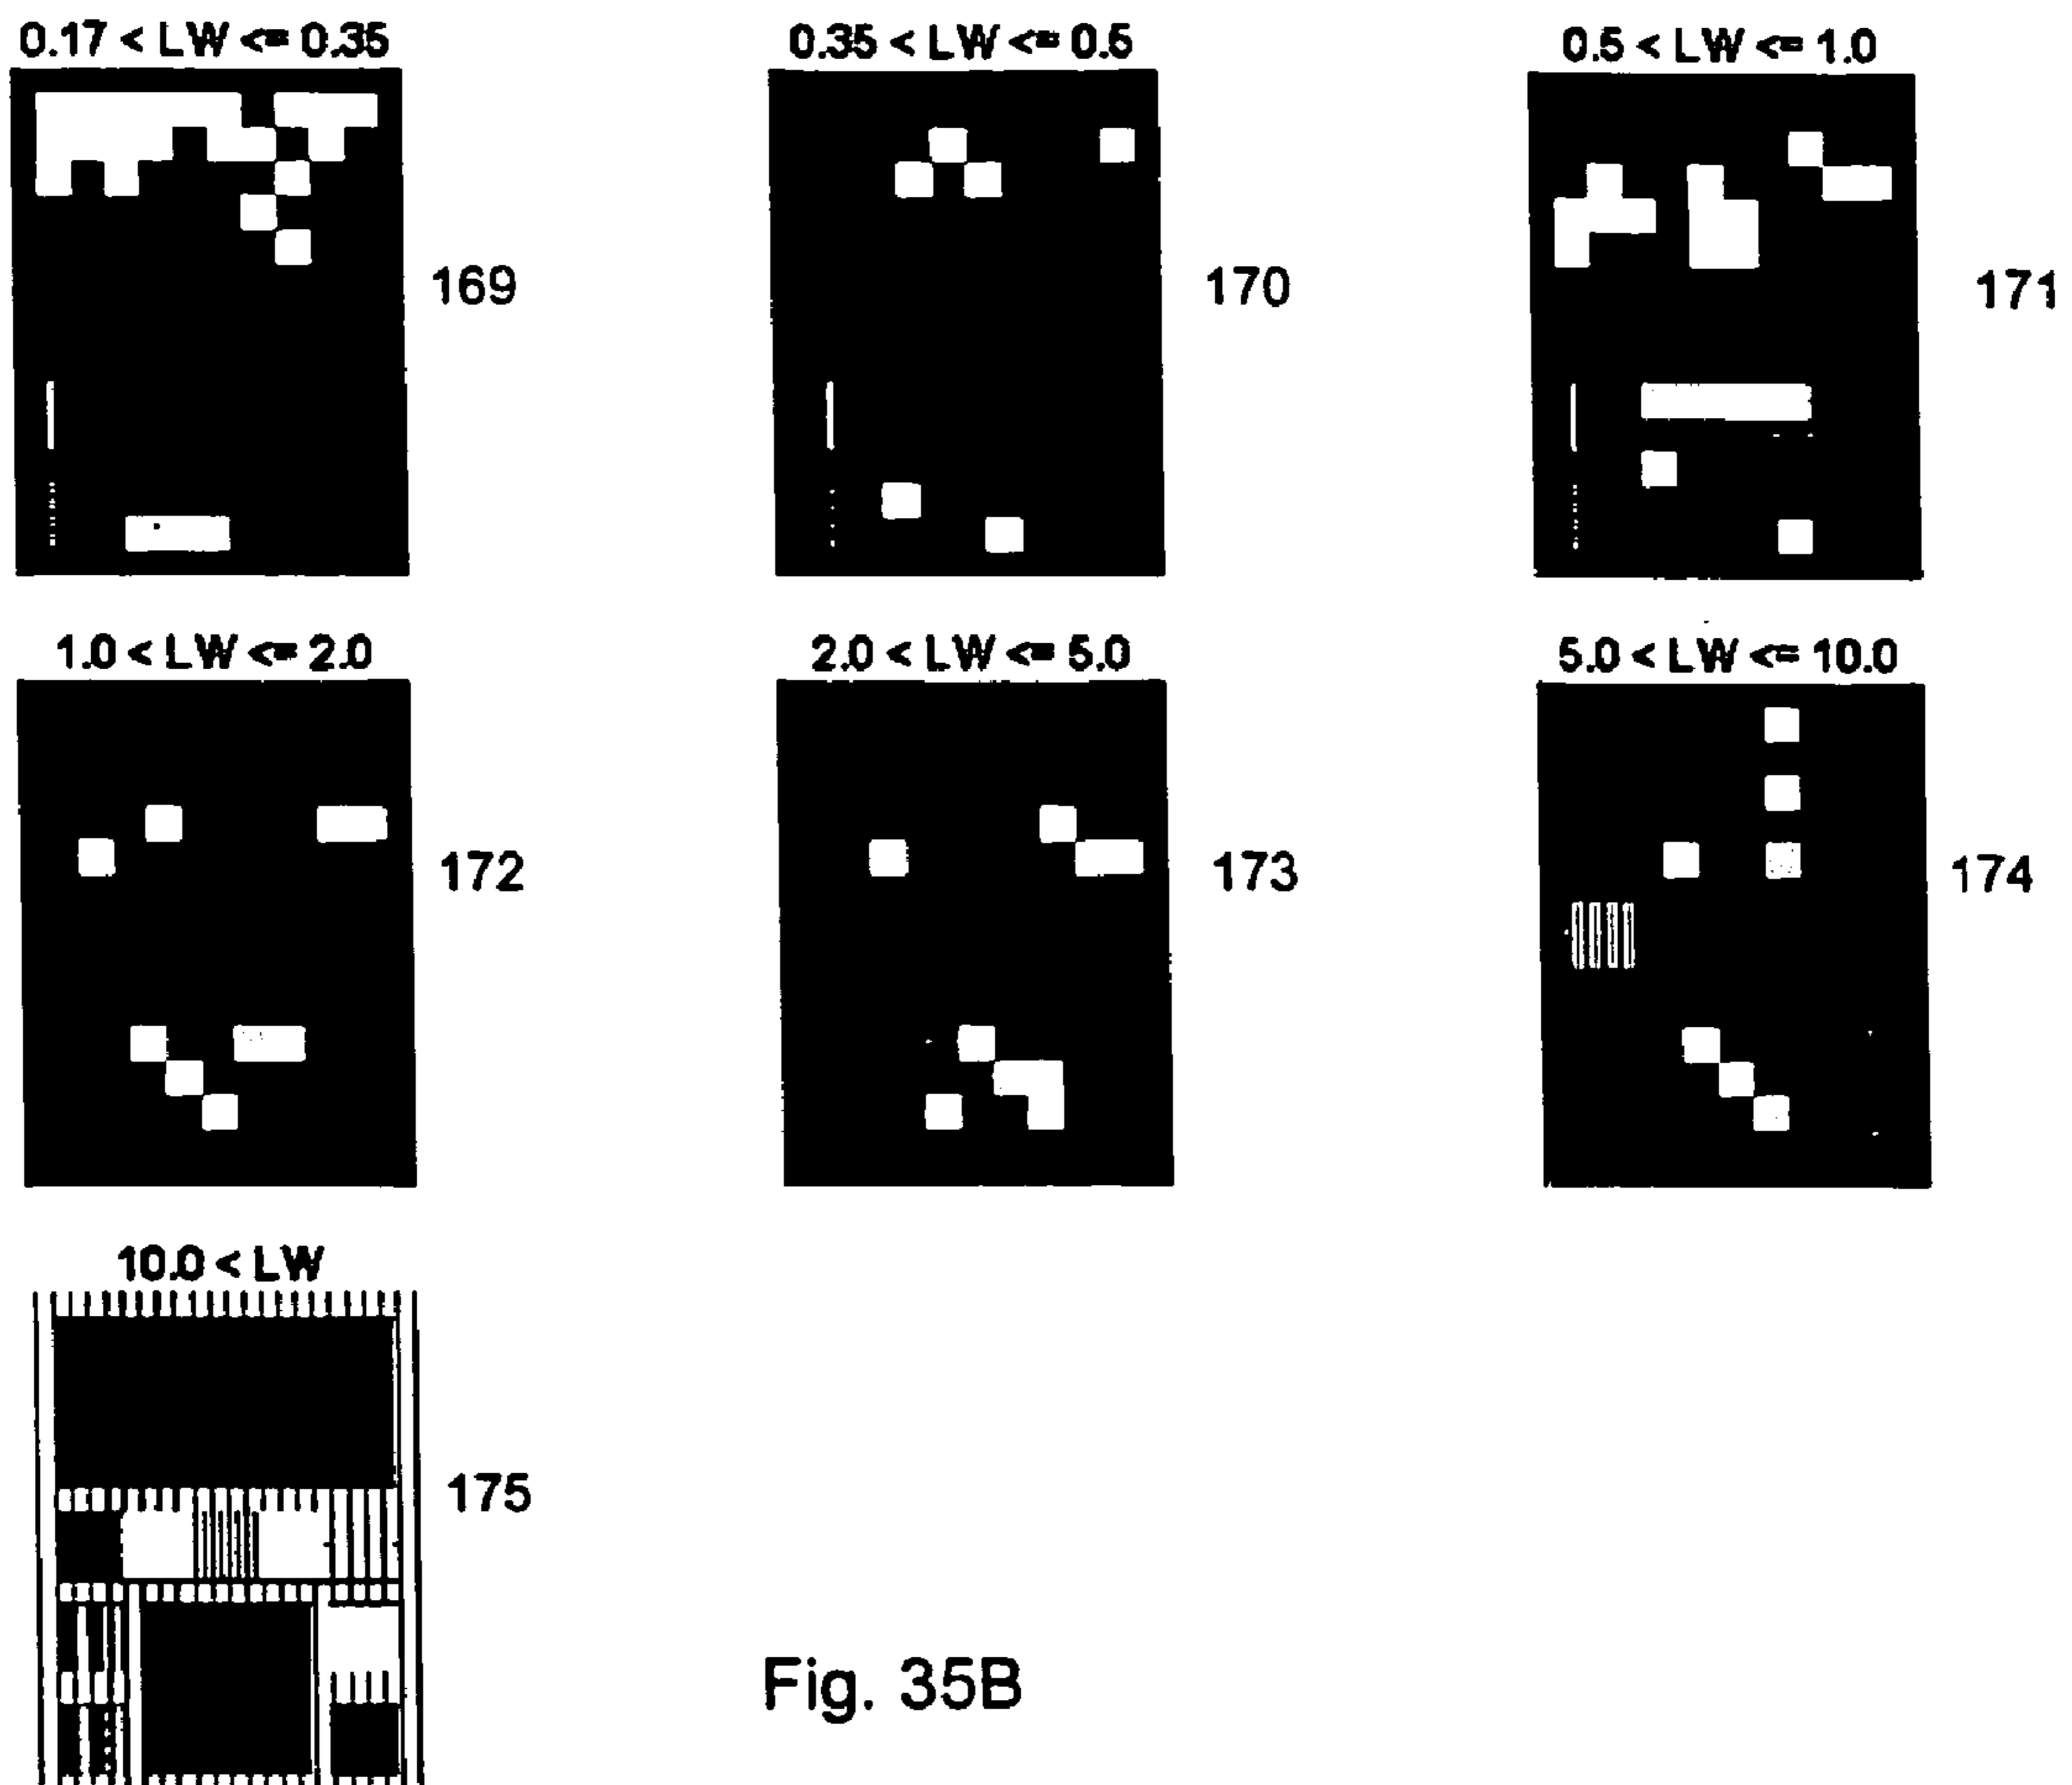 0.17 < LW <= 0.35
0.35 < LW <= 0.5
0.5 < LW <= 1.0
169
170
171
1.0 < LW <= 2.0
2.0 < LW <= 5.0
5.0 < LW <= 10.0
172
173
174
10.0 < LW
175
Fig. 35B